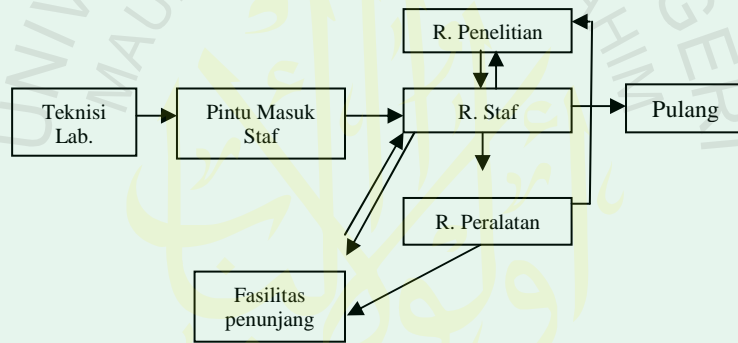 R. Penelitian
Teknisi
Lab.
Pintu Masuk
Staf
R. Staf
Pulang
R. Peralatan
Fasilitas
penunjang